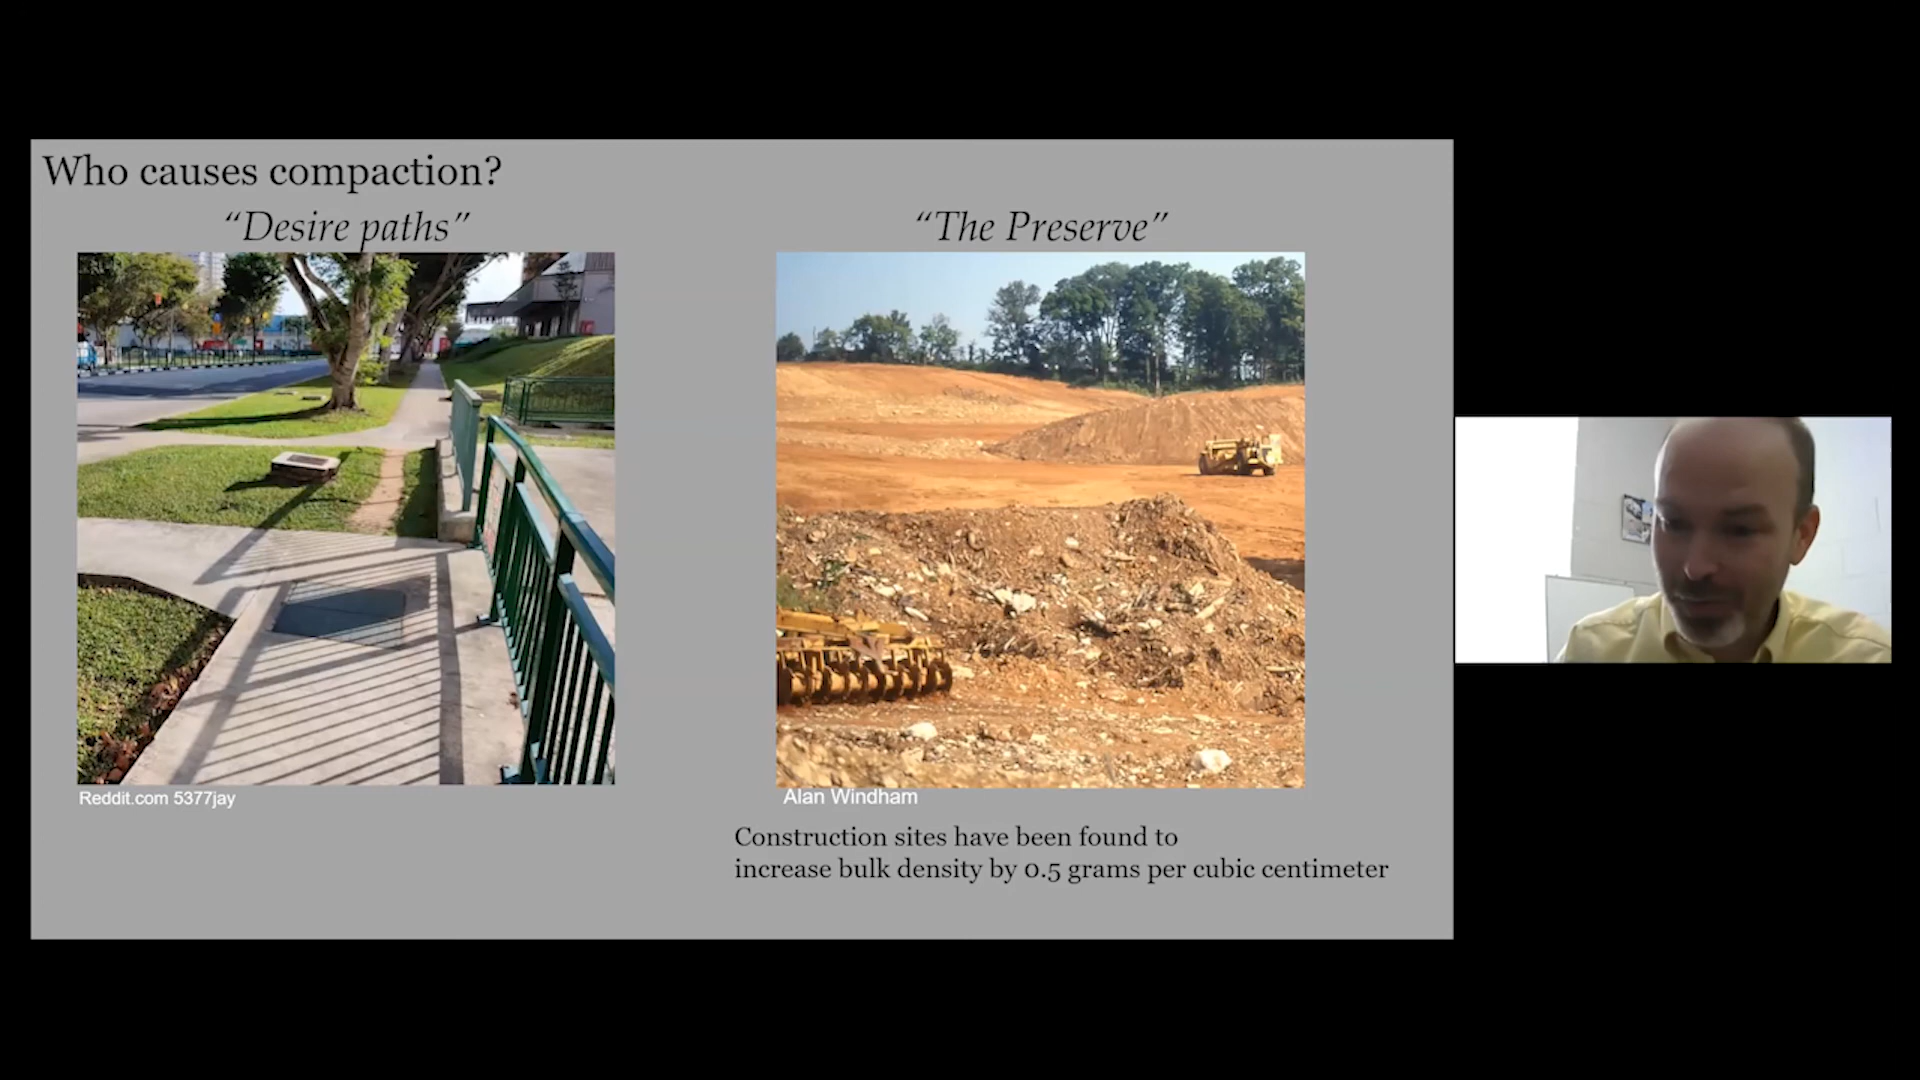 Who causes compaction?
“Desire paths”
“The Preserve”
Reddit.com 5377jay
Alan Windham
Construction sites have been found to
increase bulk density by 0.5 grams per cubic centimeter